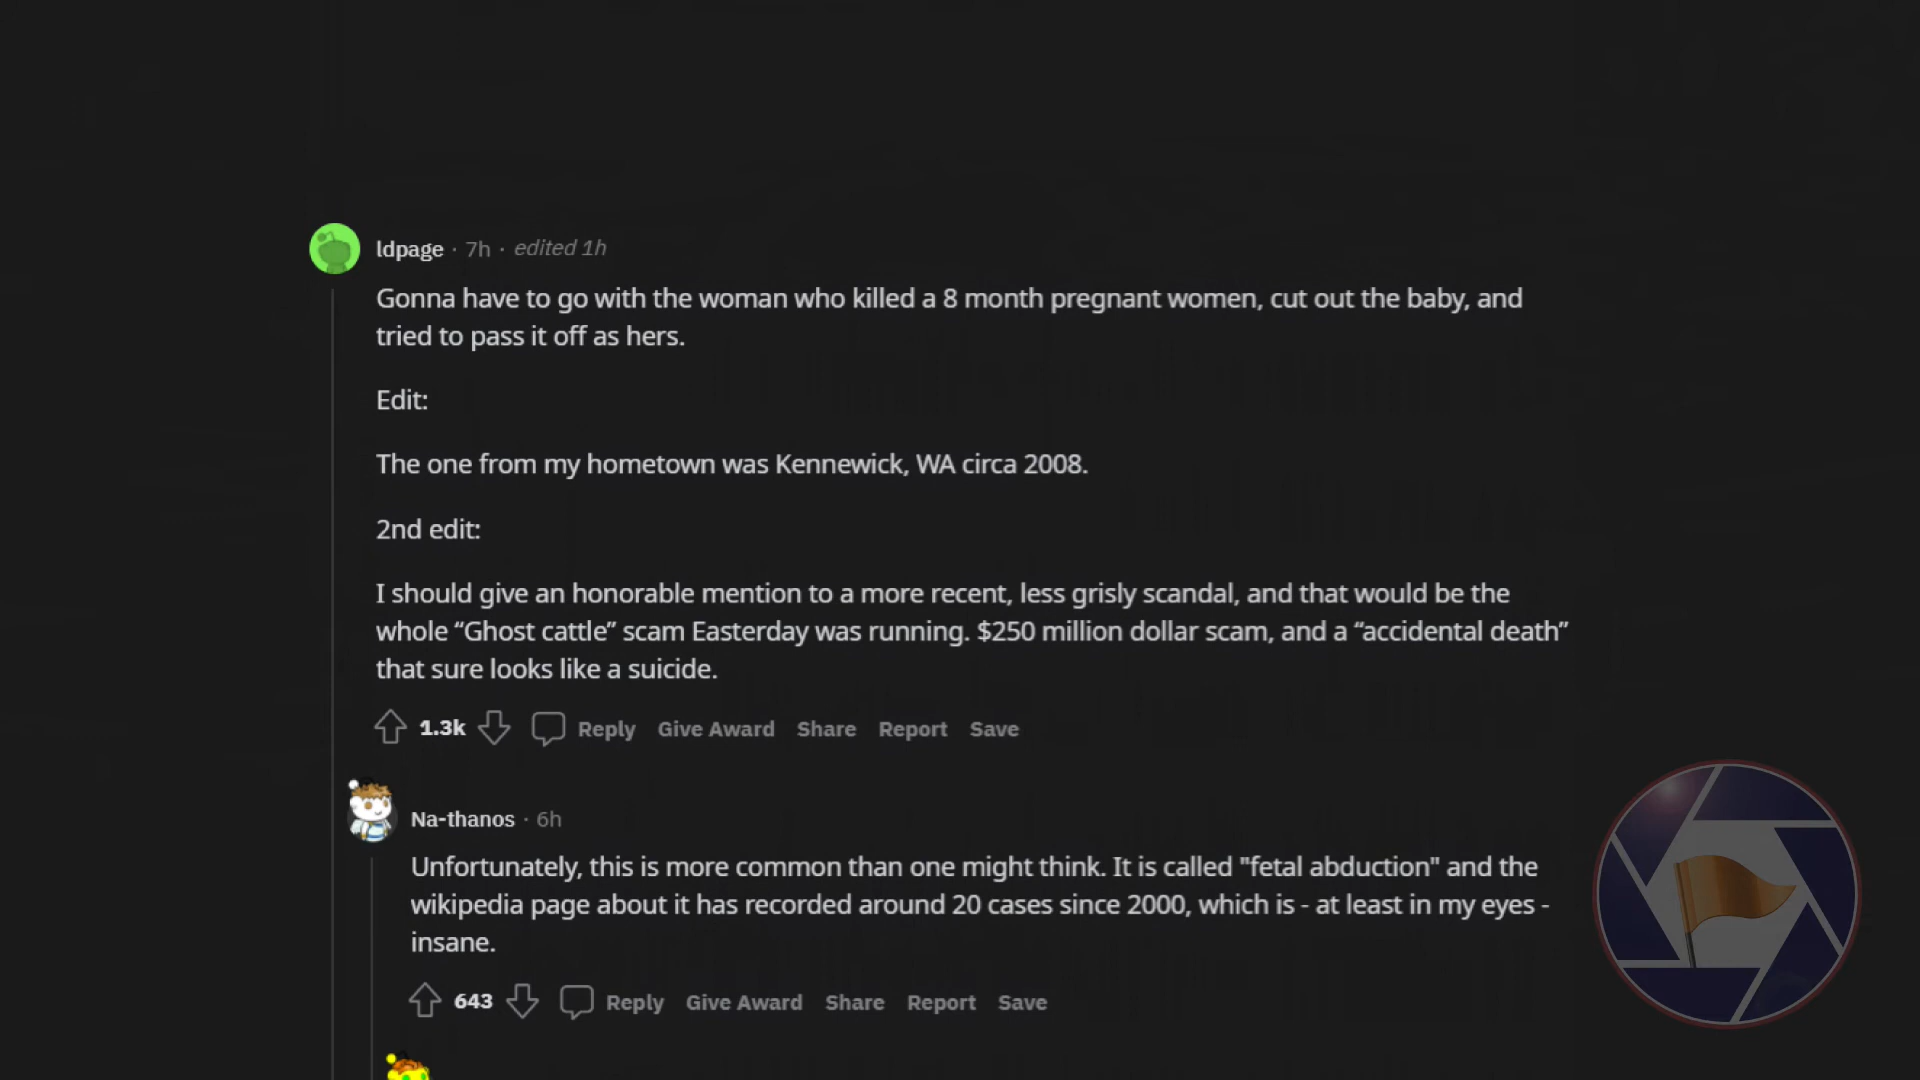 ldpage · 7h · edited 1h
Gonna have to go with the woman who killed a 8 month pregnant women, cut out the baby, and
tried to pass it off as hers.
Edit:
The one from my hometown was Kennewick, WA circa 2008.
2nd edit:
I should give an honorable mention to a more recent, less grisly scandal, and that would be the
whole “Ghost cattle” scam Easterday was running. $250 million dollar scam, and a “accidental death”
that sure looks like a suicide.
1.3k Reply Give Award Share Report Save
Na-thanos · 6h
Unfortunately, this is more common than one might think. It is called "fetal abduction" and the
wikipedia page about it has recorded around 20 cases since 2000, which is - at least in my eyes -
insane.
643 Reply Give Award Share Report Save